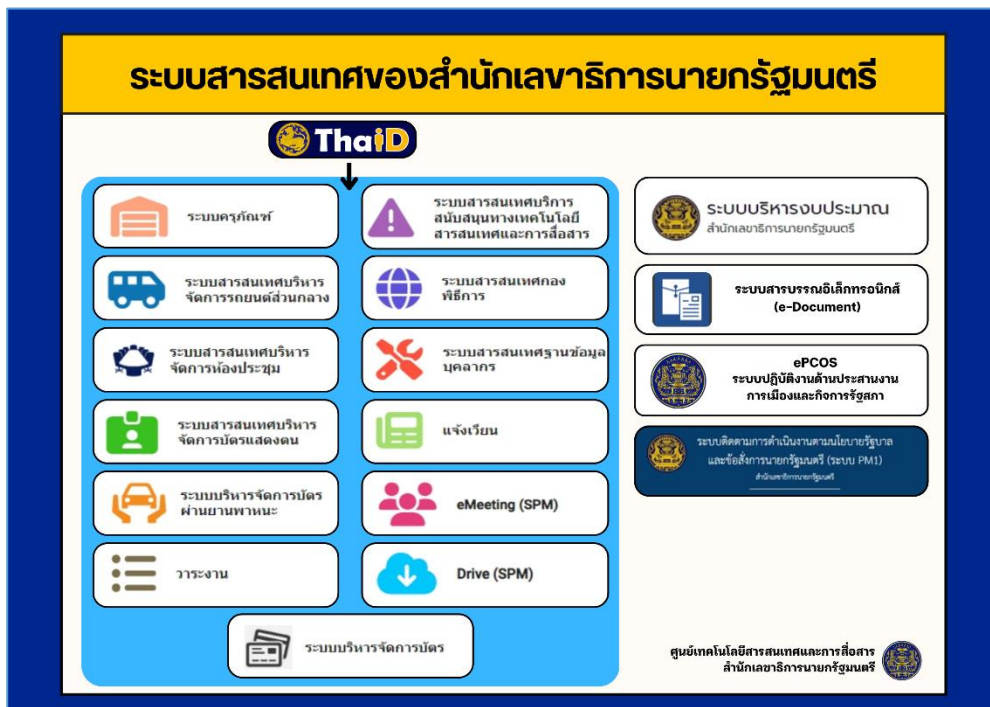 ระบบสารสนเทศของสำนักเลขาธิการนายกรัฐมนตรี
ThaiD
ระบบครุภัณฑ์
ระบบสารสนเทศบริการ
สนับสนุนทางเทคโนโลยี
สารสนเทศและการสื่อสาร
ระบบสารสนเทศบริหาร
จัดการรถยนต์ส่วนกลาง
ระบบสารสนเทศกอง
พิธีการ
ระบบสารสนเทศบริหาร
จัดการห้องประชุม
ระบบสารสนเทศฐานข้อมูล
บุคลากร
ระบบสารสนเทศบริหาร
จัดการบัตรแสดงตน
แจ้งเวียน
ระบบบริหารจัดการบัตร
ผ่านยานพาหนะ
eMeeting (SPM)
วาระงาน
Drive (SPM)
ระบบบริหารจัดการบัตร
ระบบบริหารงบประมาณ
สำนักเลขาธิการนายกรัฐมนตรี
ระบบสารบรรณอิเล็กทรอนิกส์
(e-Document)
ePCOS
ระบบปฏิบัติงานด้านประสานงาน
การเมืองและกิจการรัฐสภา
ระบบติดตามการดำเนินงานตามนโยบายรัฐบาล
และข้อสั่งการนายกรัฐมนตรี (ระบบ PM1)
สำนักเลขาธิการนายกรัฐมนตรี
ศูนย์เทคโนโลยีสารสนเทศและการสื่อสาร
สำนักเลขาธิการนายกรัฐมนตรี